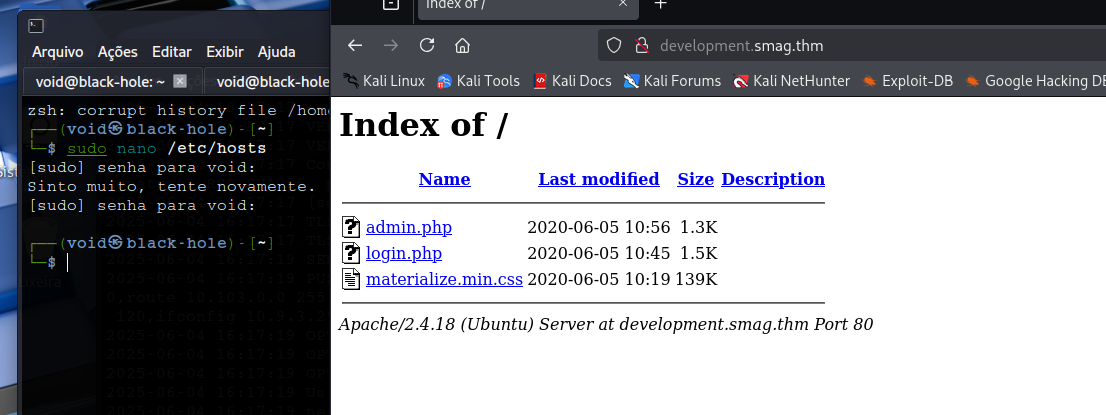 Arquivo Ações Editar Exibir Ajuda
void@black-hole: ~ void@black-hole
zsh: corrupt history file /hom
(void㉿black-hole)-[~]
$ sudo nano /etc/hosts
[sudo] senha para void:
Sinto muito, tente novamente.
[sudo] senha para void:
(void㉿black-hole)-[~]
$
Index of /
development.smag.thm
Kali Linux Kali Tools Kali Docs Kali Forums Kali NetHunter Exploit-DB Google Hacking DB
Index of /
Name Last modified Size Description
admin.php 2020-06-05 10:56 1.3K
login.php 2020-06-05 10:45 1.5K
materialize.min.css 2020-06-05 10:19 139K
Apache/2.4.18 (Ubuntu) Server at development.smag.thm Port 80